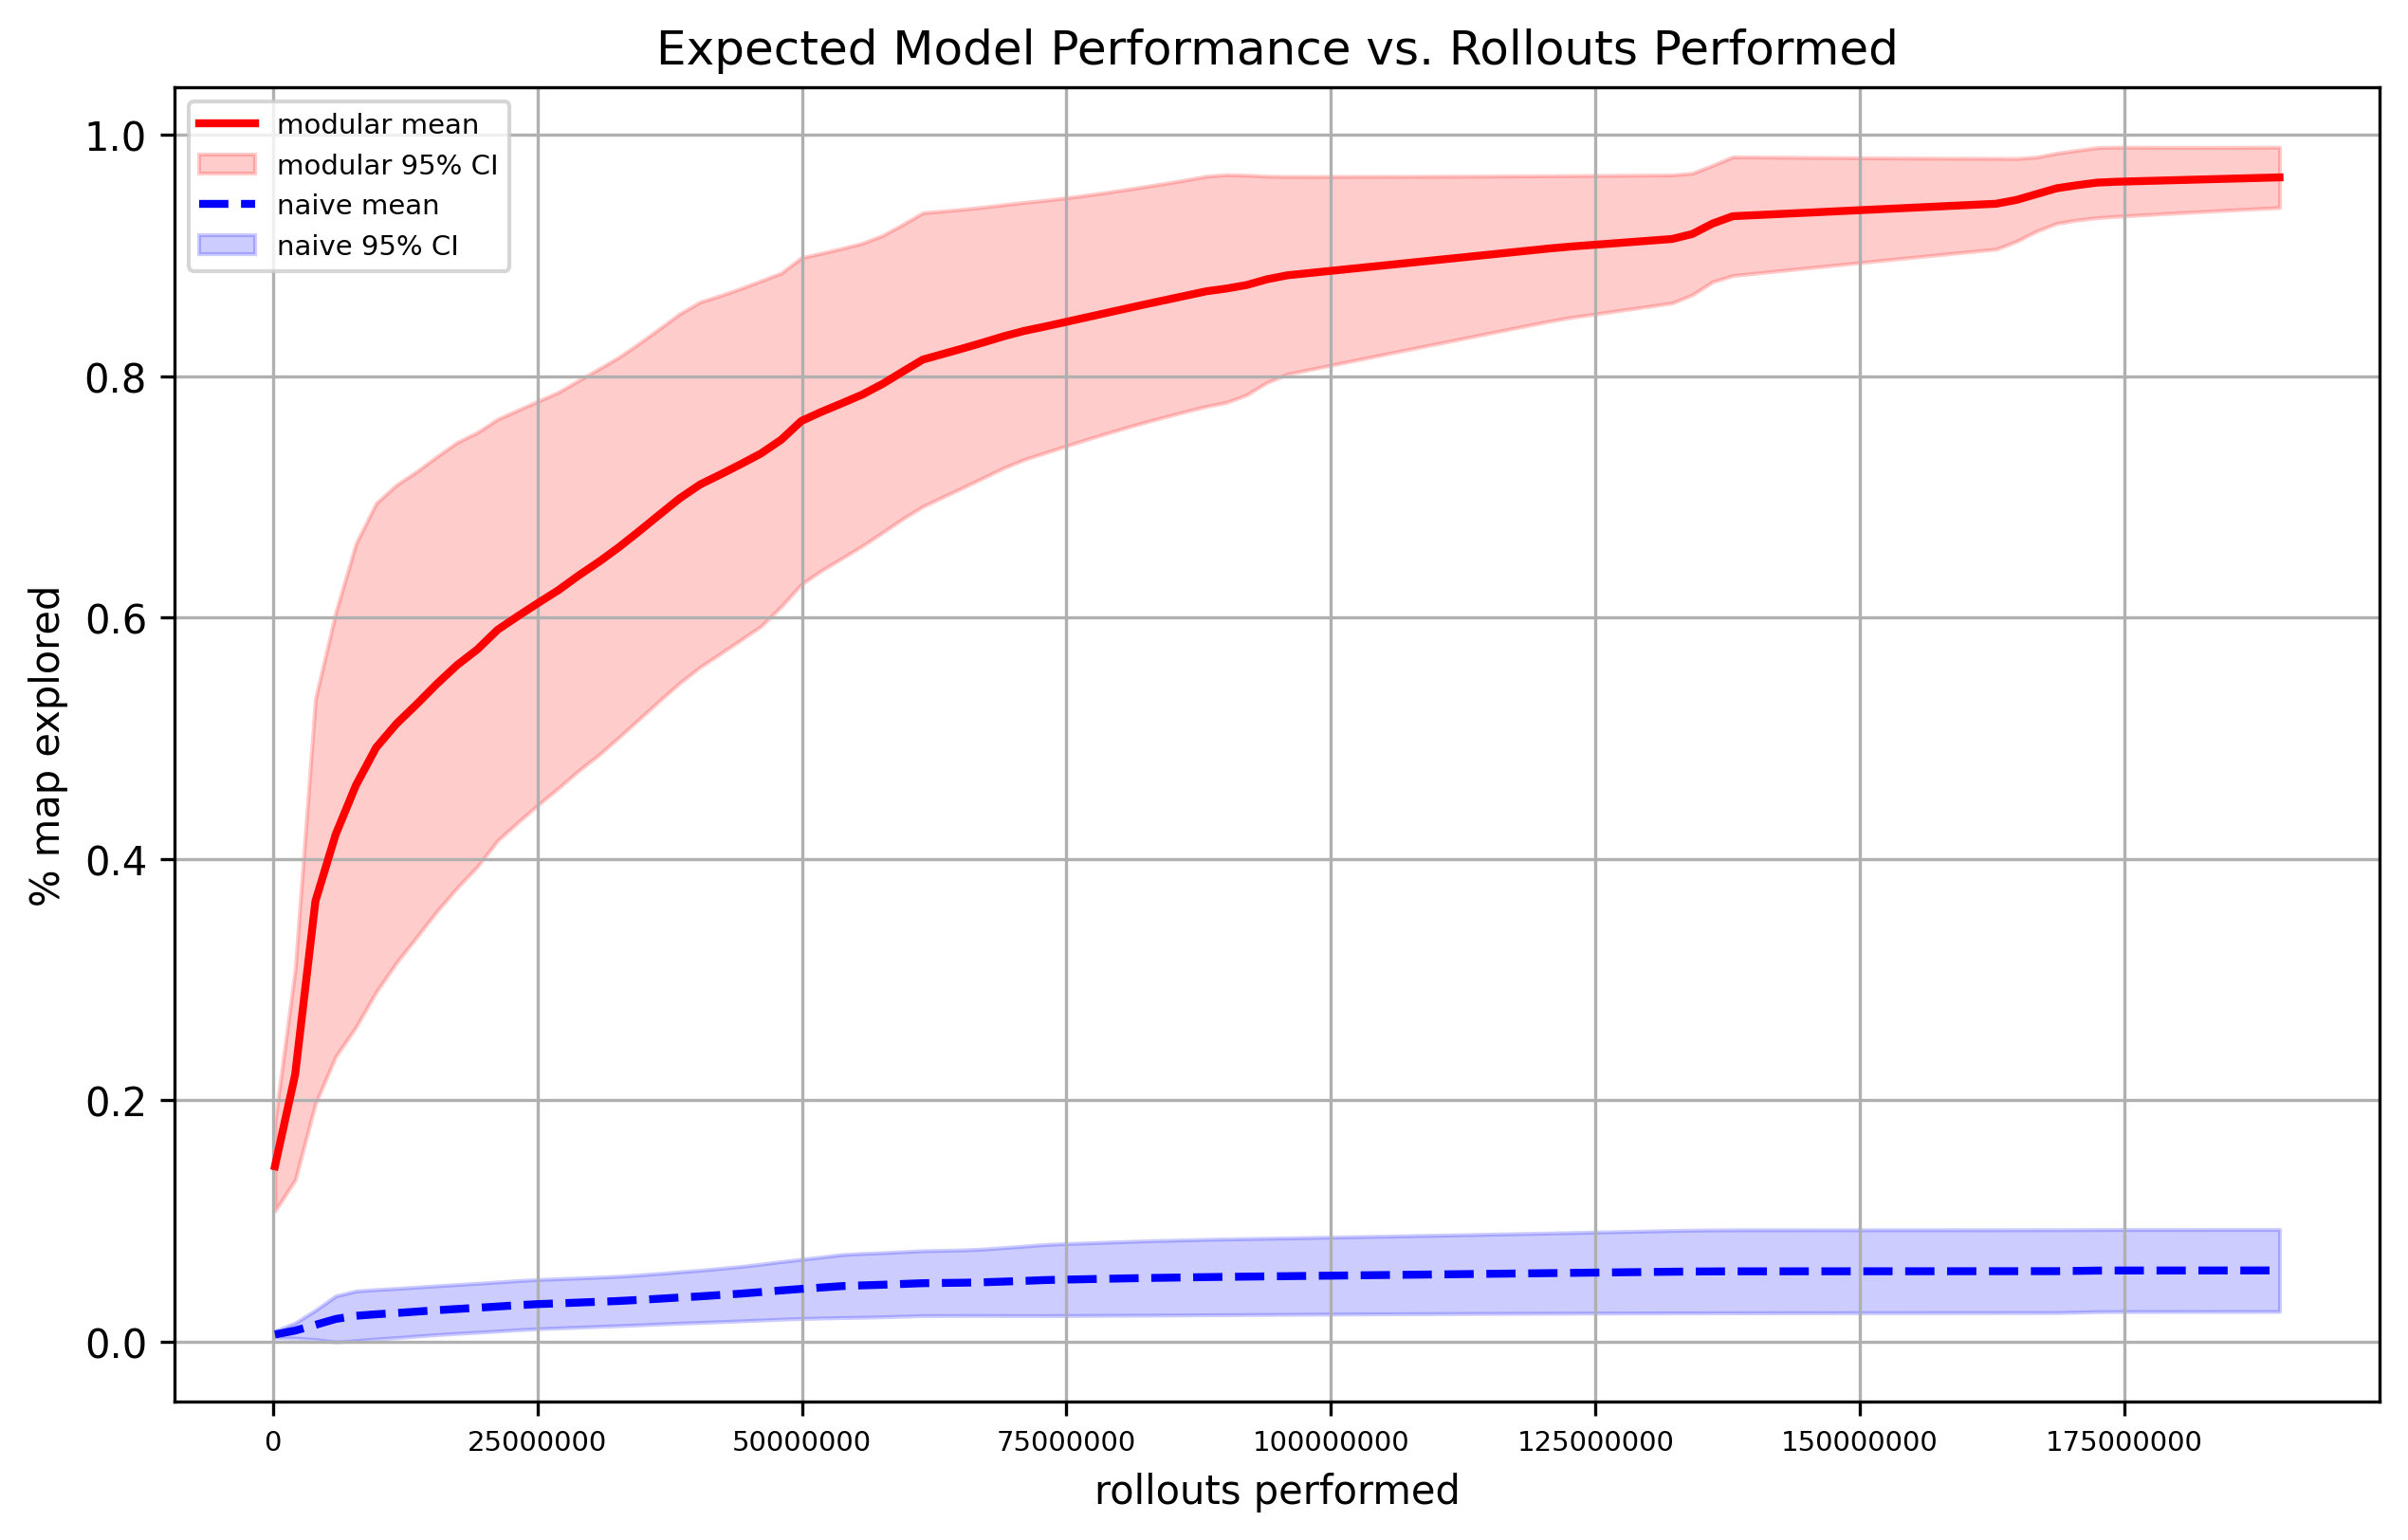 Expected Model Performance vs. Rollouts Performed
modular mean
modular 95% CI
naive mean
naive 95% CI
1.0
0.8
0.6
0.4
0.2
0.0
% map explored
0 25000000 50000000 75000000 100000000 125000000 150000000 175000000
rollouts performed